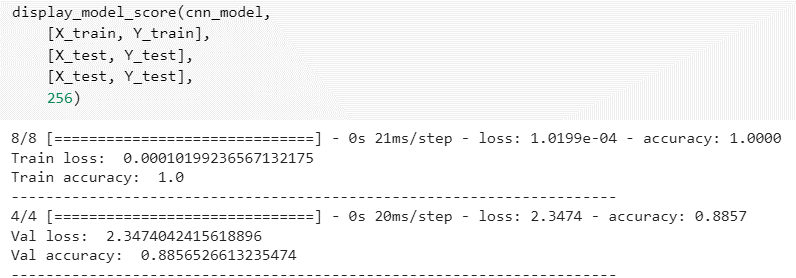 display_model_score(cnn_model,
    [X_train, Y_train],
    [X_test, Y_test],
    [X_test, Y_test],
    256)
8/8 [==============================] - 0s 21ms/step - loss: 1.0199e-04 - accuracy: 1.0000
Train loss:  0.00010199236567132175
Train accuracy:  1.0
----------------------------------------------------------------------
4/4 [==============================] - 0s 20ms/step - loss: 2.3474 - accuracy: 0.8857
Val loss:  2.3474042415618896
Val accuracy:  0.8856526613235474
----------------------------------------------------------------------